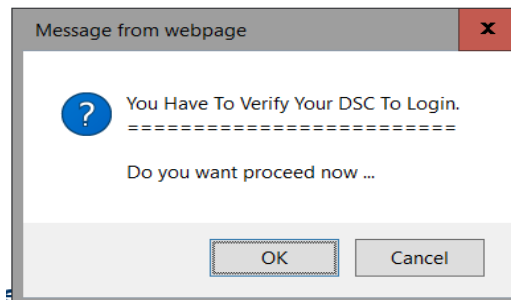 Message from webpage
x
?
You Have To Verify Your DSC To Login.
=========================
Do you want proceed now ...
OK
Cancel